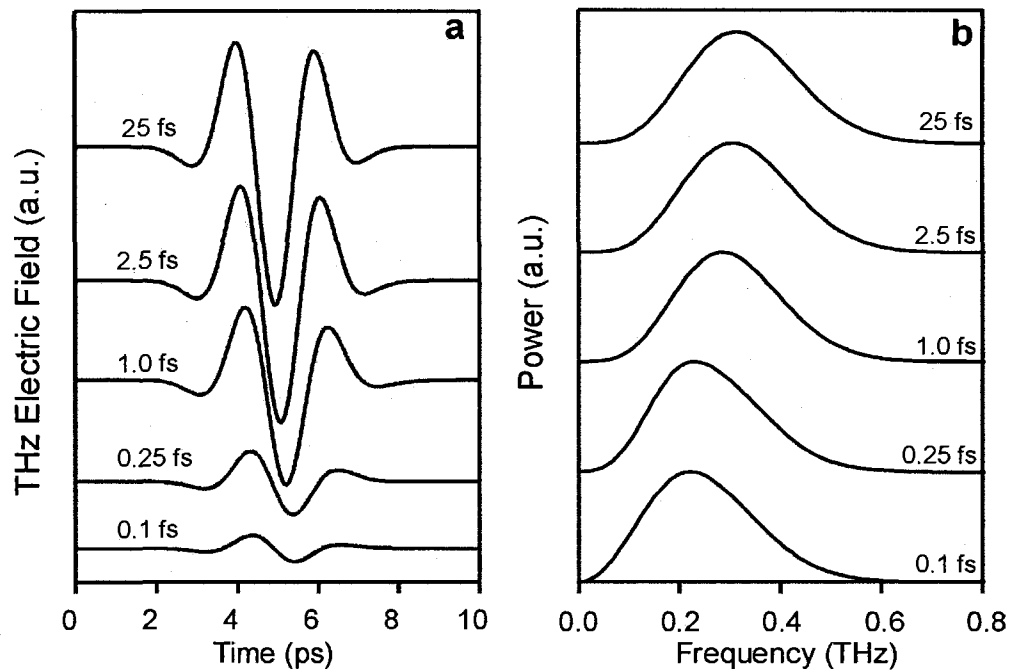 a
THz Electric Field (a.u.)
25 fs
2.5 fs
1.0 fs
0.25 fs
0.1 fs
0 2 4 6 8 10
Time (ps)
b
Power (a.u.)
25 fs
2.5 fs
1.0 fs
0.25 fs
0.1 fs
0.0 0.2 0.4 0.6 0.8
Frequency (THz)